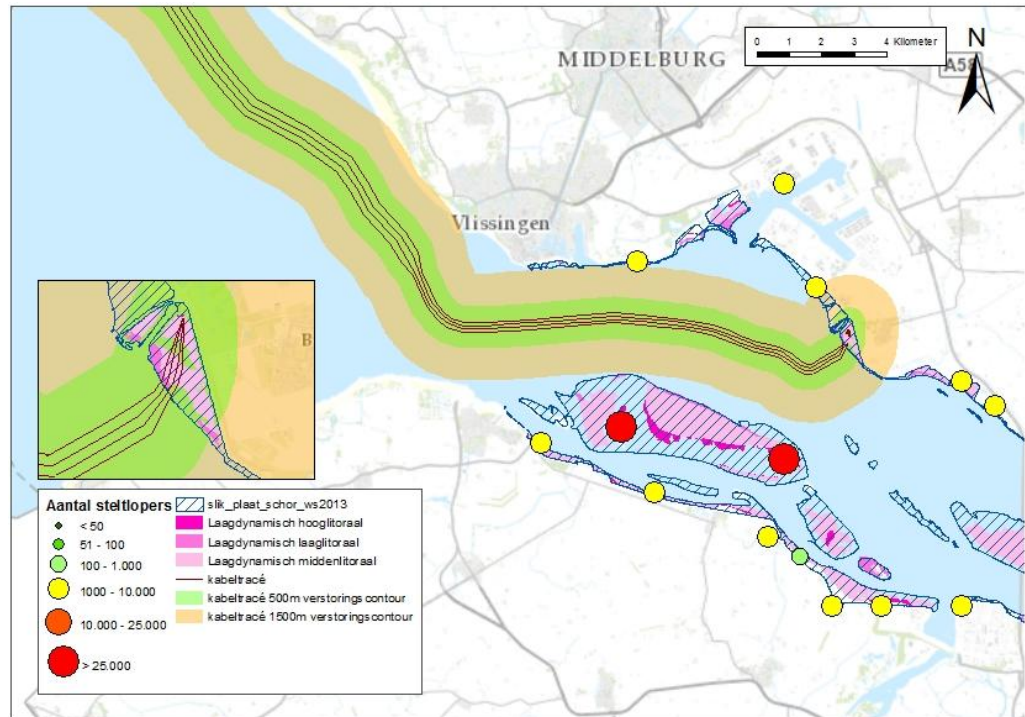 0 1 2 3 4 Kilometer
N
MIDDELBURG
A58
Vlissingen
B
Aantal steltlopers
< 50
51 - 100
100 - 1.000
1000 - 10.000
10.000 - 25.000
> 25.000
slik_plaat_schor_ws2013
Laagdynamisch hooglitoraal
Laagdynamisch laaglitoraal
Laagdynamisch middenlitoraal
kabeltracé
kabeltracé 500m verstoringscontour
kabeltracé 1500m verstoringscontour